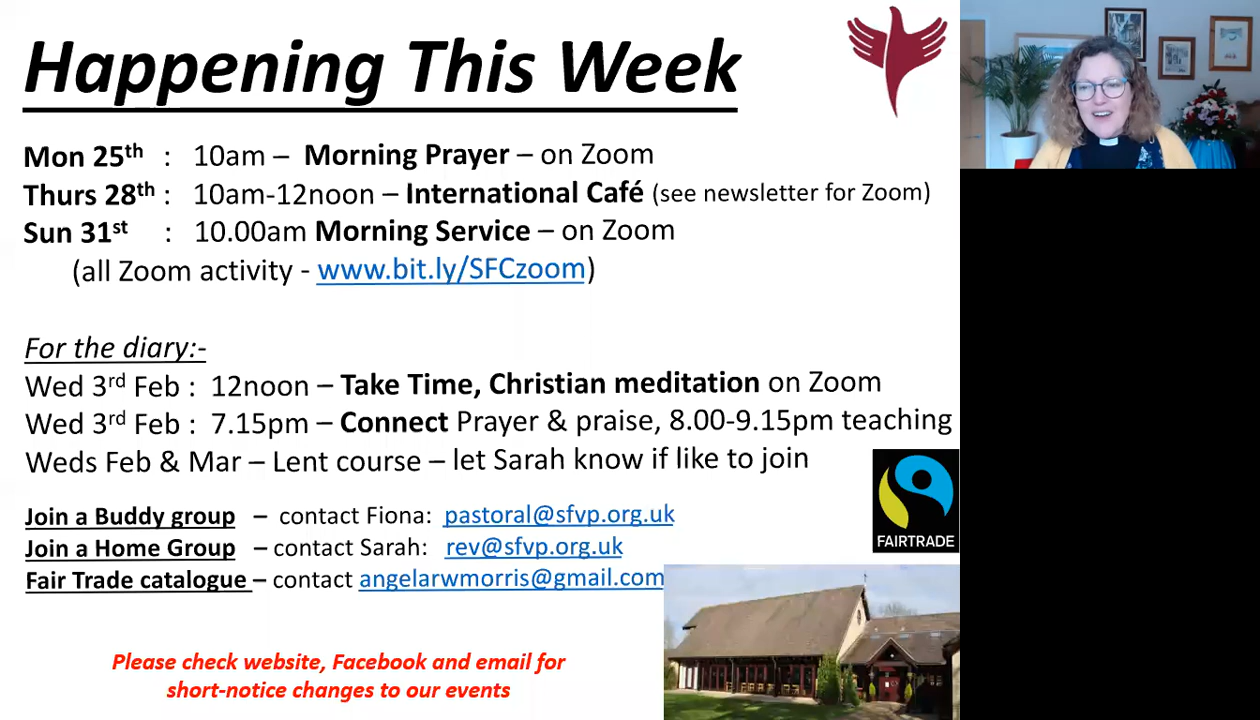 Happening This Week
Mon 25th : 10am – Morning Prayer – on Zoom
Thurs 28th : 10am-12noon – International Café (see newsletter for Zoom)
Sun 31st : 10.00am Morning Service – on Zoom
(all Zoom activity - www.bit.ly/SFCzoom)
For the diary:-
Wed 3rd Feb : 12noon – Take Time, Christian meditation on Zoom
Wed 3rd Feb : 7.15pm – Connect Prayer & praise, 8.00-9.15pm teaching
Weds Feb & Mar – Lent course – let Sarah know if like to join
Join a Buddy group – contact Fiona: pastoral@sfvp.org.uk
Join a Home Group – contact Sarah: rev@sfvp.org.uk
Fair Trade catalogue – contact angelarwmorris@gmail.com
FAIRTRADE
Please check website, Facebook and email for
short-notice changes to our events